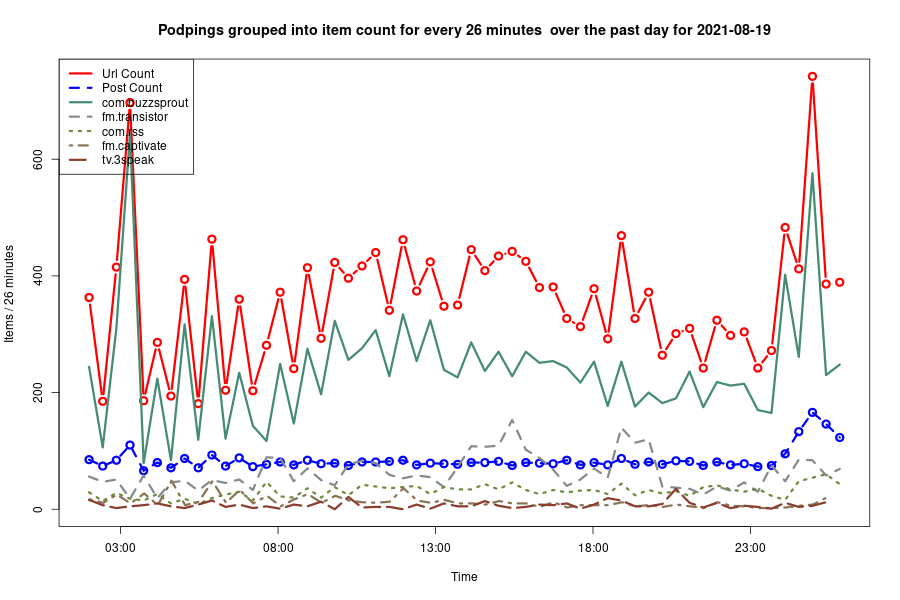 Podpings grouped into item count for every 26 minutes  over the past day for 2021-08-19
Url Count
Post Count
com.buzzsprout
fm.transistor
com.rss
fm.captivate
tv.3speak
600
400
200
0
Items / 26 minutes
03:00
08:00
13:00
18:00
23:00
Time